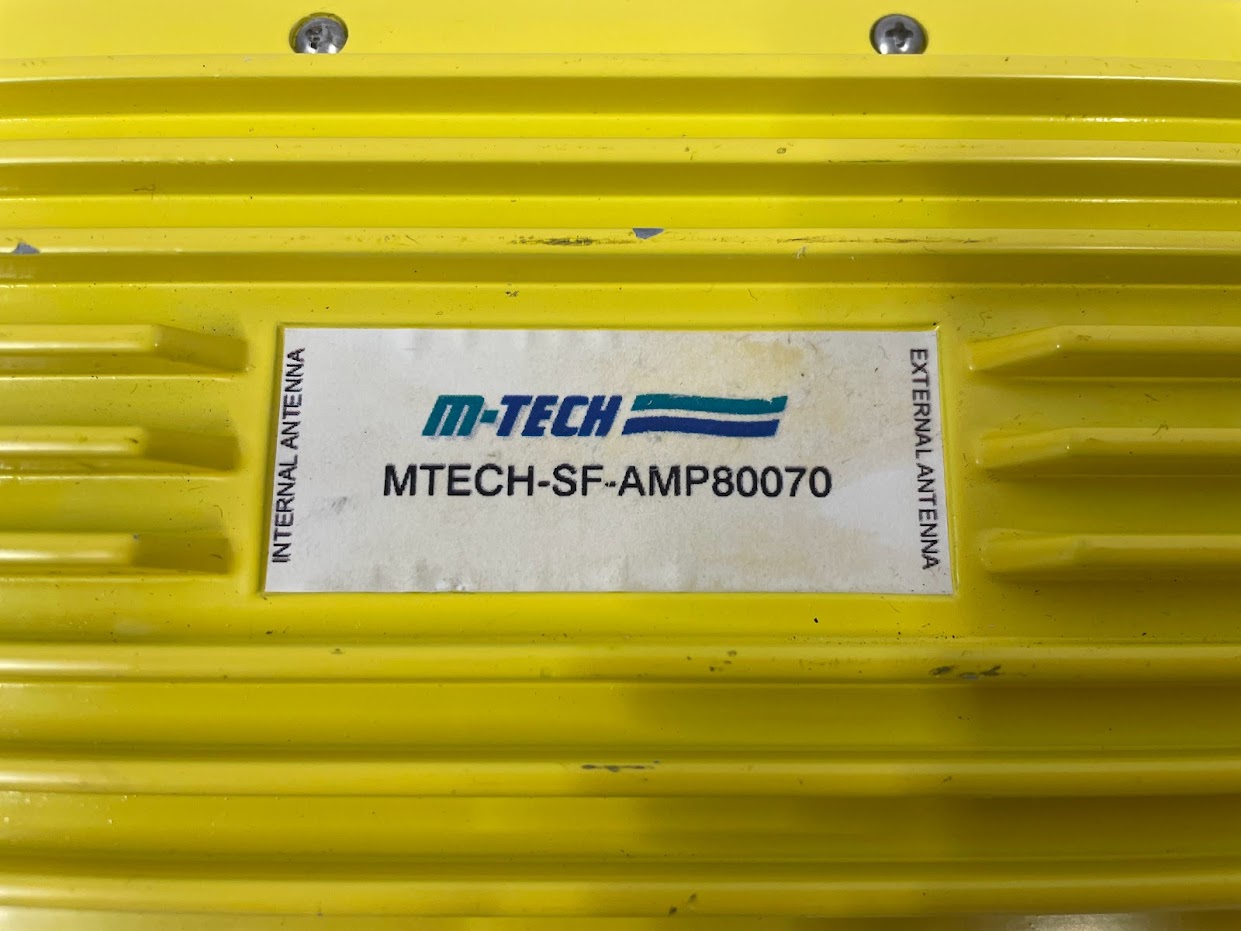 INTERNAL ANTENNA
M-TECH
MTECH-SF-AMP80070
EXTERNAL ANTENNA